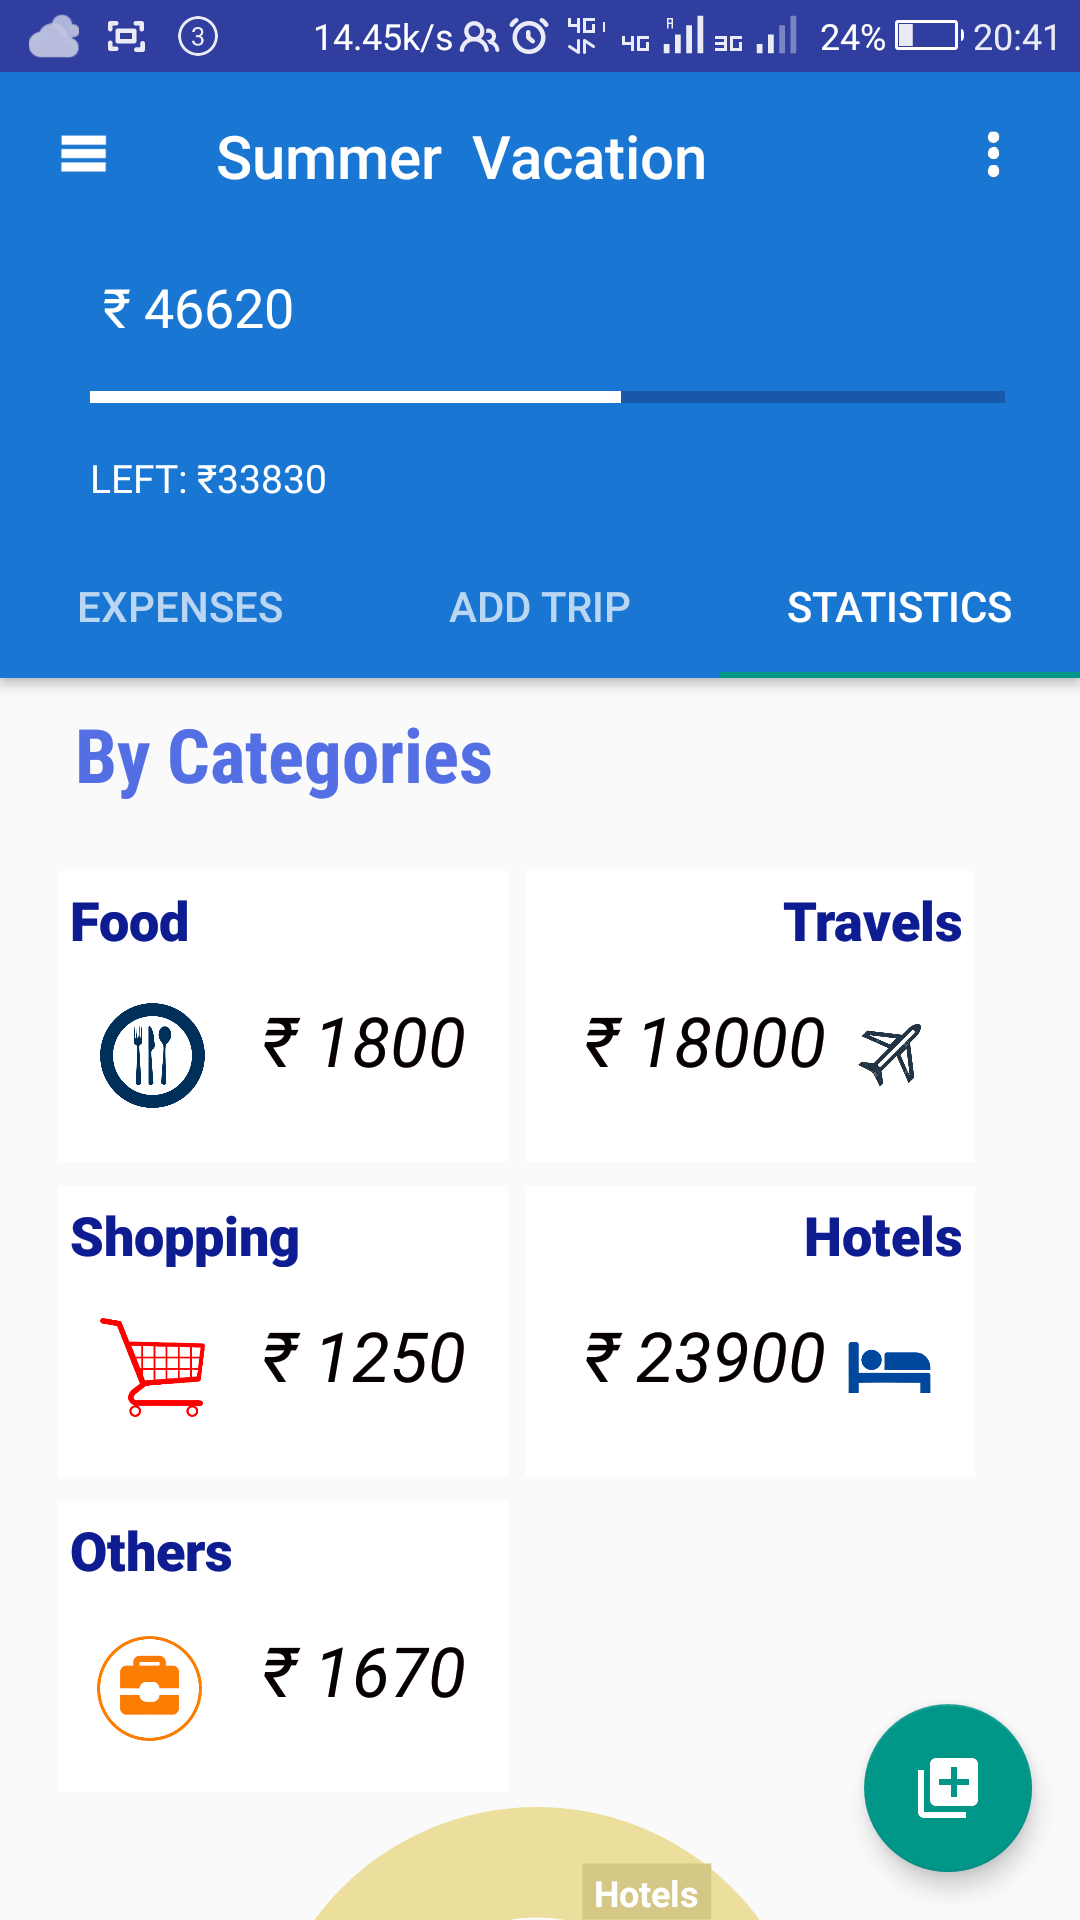 3 14.45k/s 4G 4G R 3G 24% 20:41
Summer Vacation
₹ 46620
LEFT: ₹33830
EXPENSES ADD TRIP STATISTICS
By Categories
Food Travels
₹ 1800 ₹ 18000
Shopping Hotels
₹ 1250 ₹ 23900
Others
₹ 1670
Hotels